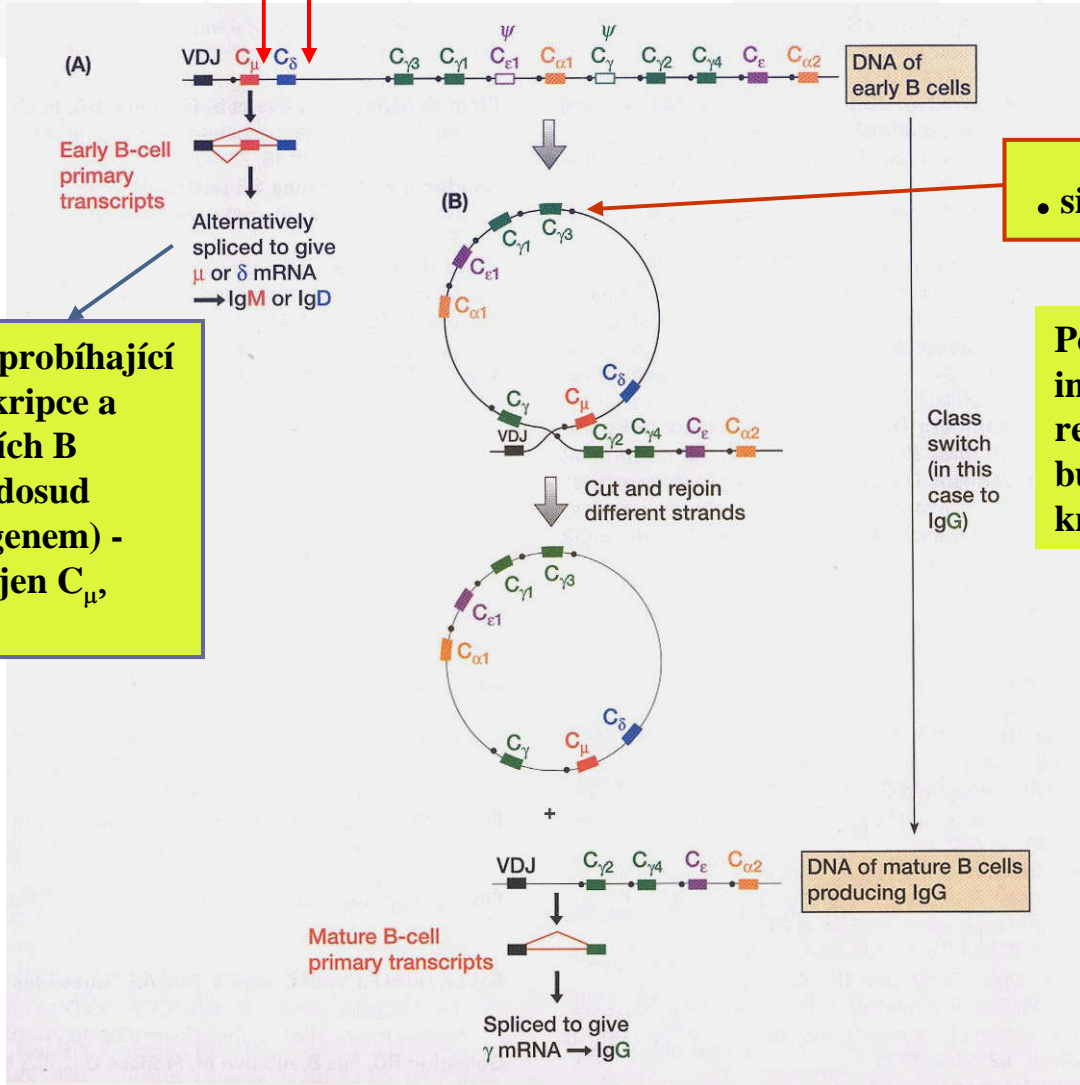 (A)
VDJ Cμ Cδ Cγ3 Cγ1 ψ Cε1 Cα1 ψ Cγ Cγ2 Cγ4 Cε Cα2
DNA of
early B cells
Early B-cell
primary
transcripts
Alternatively
spliced to give
μ or δ mRNA
→IgM or IgD
probíhající
kripce a
ích B
dosud
genem) -
jen Cμ,
(B)
Cγ3
Cγ1
Cε1
Cα1
Cγ
Cμ
Cδ
VDJ Cγ2 Cγ4 Cε Cα2
• si
Po
in
re
bu
kr
Class
switch
(in this
case to
IgG)
Cut and rejoin
different strands
Cγ3
Cγ1
Cε1
Cα1
Cγ
Cμ
Cδ
+
VDJ Cγ2 Cγ4 Cε Cα2
DNA of mature B cells
producing IgG
Mature B-cell
primary transcripts
Spliced to give
γ mRNA → IgG